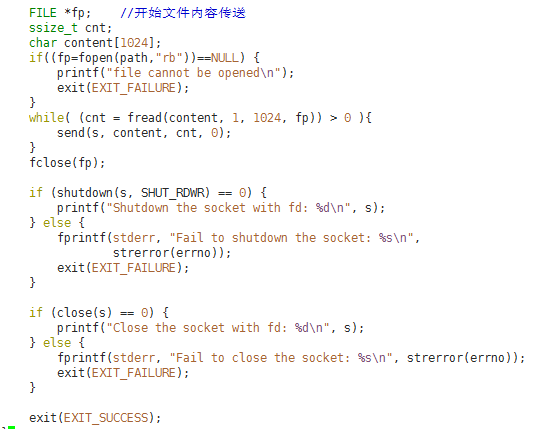 FILE *fp;    //开始文件内容传送
ssize_t cnt;
char content[1024];
if((fp=fopen(path,"rb"))==NULL) {
    printf("file cannot be opened\n");
    exit(EXIT_FAILURE);
}
while( (cnt = fread(content, 1, 1024, fp)) > 0 ){
    send(s, content, cnt, 0);
}
fclose(fp);

if (shutdown(s, SHUT_RDWR) == 0) {
    printf("Shutdown the socket with fd: %d\n", s);
} else {
    fprintf(stderr, "Fail to shutdown the socket: %s\n",
            strerror(errno));
    exit(EXIT_FAILURE);
}

if (close(s) == 0) {
    printf("Close the socket with fd: %d\n", s);
} else {
    fprintf(stderr, "Fail to close the socket: %s\n", strerror(errno));
    exit(EXIT_FAILURE);
}

exit(EXIT_SUCCESS);